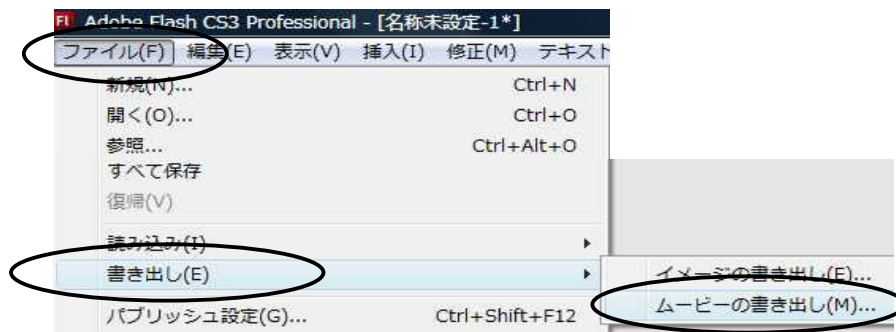 Fl Adobe Flash CS3 Professional - [名称未設定-1*]
ファイル(F) 編集(E) 表示(V) 挿入(I) 修正(M) テキスト
新規(N)... Ctrl+N
開く(O)... Ctrl+O
参照... Ctrl+Alt+O
すべて保存
復帰(V)
読み込み(I)
書き出し(E)
イメージの書き出し(E)...
ムービーの書き出し(M)...
パブリッシュ設定(G)... Ctrl+Shift+F12